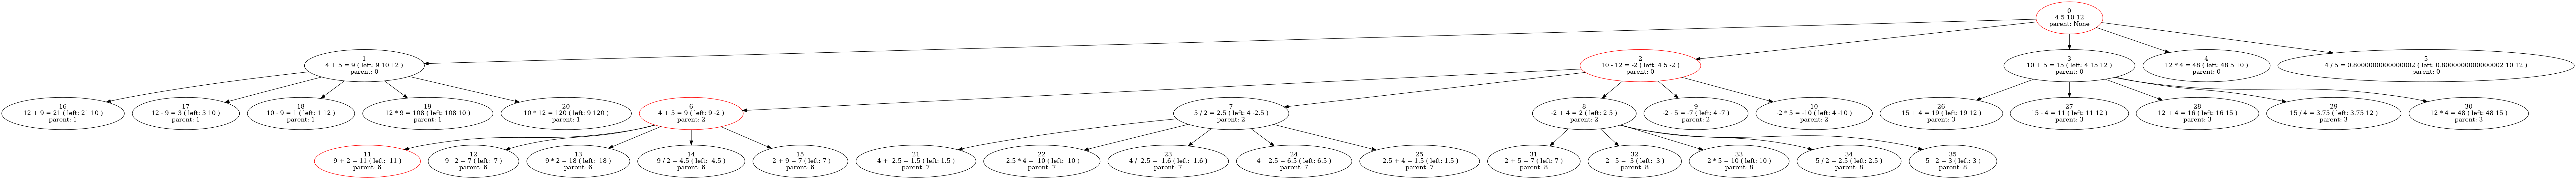 0
4 5 10 12
parent: None
1
4 + 5 = 9 ( left: 9 10 12 )
parent: 0
2
10 - 12 = -2 ( left: 4 5 -2 )
parent: 0
3
10 + 5 = 15 ( left: 4 15 12 )
parent: 0
4
12 * 4 = 48 ( left: 48 5 10 )
parent: 0
5
4 / 5 = 0.8000000000000002 ( left: 0.8000000000000002 10 12 )
parent: 0
16
12 + 9 = 21 ( left: 21 10 )
parent: 1
17
12 - 9 = 3 ( left: 3 10 )
parent: 1
18
10 - 9 = 1 ( left: 1 12 )
parent: 1
19
12 * 9 = 108 ( left: 108 10 )
parent: 1
20
10 * 12 = 120 ( left: 9 120 )
parent: 1
6
4 + 5 = 9 ( left: 9 -2 )
parent: 2
7
5 / 2 = 2.5 ( left: 4 -2.5 )
parent: 2
8
-2 + 4 = 2 ( left: 2 5 )
parent: 2
9
-2 - 5 = -7 ( left: 4 -7 )
parent: 2
10
-2 * 5 = -10 ( left: 4 -10 )
parent: 2
26
15 + 4 = 19 ( left: 19 12 )
parent: 3
27
15 - 4 = 11 ( left: 11 12 )
parent: 3
28
12 + 4 = 16 ( left: 16 15 )
parent: 3
29
15 / 4 = 3.75 ( left: 3.75 12 )
parent: 3
30
12 * 4 = 48 ( left: 48 15 )
parent: 3
11
9 + 2 = 11 ( left: -11 )
parent: 6
12
9 - 2 = 7 ( left: -7 )
parent: 6
13
9 * 2 = 18 ( left: -18 )
parent: 6
14
9 / 2 = 4.5 ( left: -4.5 )
parent: 6
15
-2 + 9 = 7 ( left: 7 )
parent: 6
21
4 + -2.5 = 1.5 ( left: 1.5 )
parent: 7
22
-2.5 * 4 = -10 ( left: -10 )
parent: 7
23
4 / -2.5 = -1.6 ( left: -1.6 )
parent: 7
24
4 - -2.5 = 6.5 ( left: 6.5 )
parent: 7
25
-2.5 + 4 = 1.5 ( left: 1.5 )
parent: 7
31
2 + 5 = 7 ( left: 7 )
parent: 8
32
2 - 5 = -3 ( left: -3 )
parent: 8
33
2 * 5 = 10 ( left: 10 )
parent: 8
34
5 / 2 = 2.5 ( left: 2.5 )
parent: 8
35
5 - 2 = 3 ( left: 3 )
parent: 8